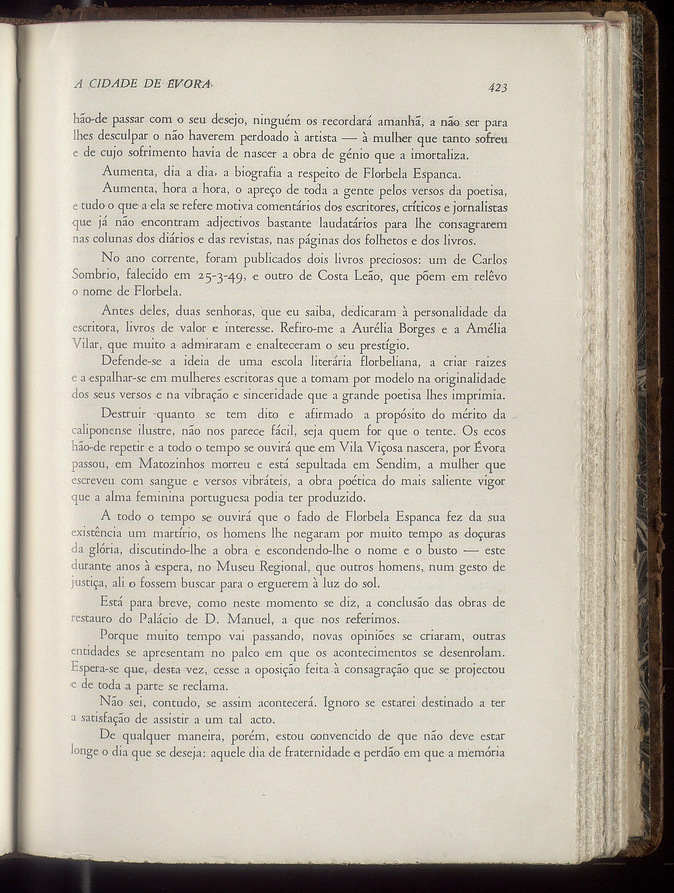 A CIDADE DE ÉVORA
423
hão-de passar com o seu desejo, ninguém os recordará amanhã, a não ser para
lhes desculpar o não haverem perdoado à artista — à mulher que tanto sofreu
e de cujo sofrimento havia de nascer a obra de génio que a imortaliza.
Aumenta, dia a dia, a biografia a respeito de Florbela Espanca.
Aumenta, hora a hora, o apreço de toda a gente pelos versos da poetisa,
e tudo o que a ela se refere motiva comentários dos escritores, críticos e jornalistas
que já não encontram adjectivos bastante laudatários para lhe consagrarem
nas colunas dos diários e das revistas, nas páginas dos folhetos e dos livros.
No ano corrente, foram publicados dois livros preciosos: um de Carlos
Sombrio, falecido em 25-3-49, e outro de Costa Leão, que põem em relêvo
o nome de Florbela.
Antes deles, duas senhoras, que eu saiba, dedicaram à personalidade da
escritora, livros de valor e interesse. Refiro-me a Aurélia Borges e a Amélia
Vilar, que muito a admiraram e enalteceram o seu prestígio.
Defende-se a ideia de uma escola literária florbeliana, a criar raizes
e a espalhar-se em mulheres escritoras que a tomam por modelo na originalidade
dos seus versos e na vibração e sinceridade que a grande poetisa lhes imprimia.
Destruir quanto se tem dito e afirmado a propósito do mérito da
caliponense ilustre, não nos parece fácil, seja quem for que o tente. Os ecos
hão-de repetir e a todo o tempo se ouvirá que em Vila Viçosa nascera, por Évora
passou, em Matozinhos morreu e está sepultada em Sendim, a mulher que
escreveu com sangue e versos vibráteis, a obra poética do mais saliente vigor
que a alma feminina portuguesa podia ter produzido.
A todo o tempo se ouvirá que o fado de Florbela Espanca fez da sua
existência um martírio, os homens lhe negaram por muito tempo as doçuras
da glória, discutindo-lhe a obra e escondendo-lhe o nome e o busto — este
durante anos à espera, no Museu Regional, que outros homens, num gesto de
justiça, ali o fossem buscar para o erguerem à luz do sol.
Está para breve, como neste momento se diz, a conclusão das obras de
restauro do Palácio de D. Manuel, a que nos referimos.
Porque muito tempo vai passando, novas opiniões se criaram, outras
entidades se apresentam no palco em que os acontecimentos se desenrolam.
Espera-se que, desta vez, cesse a oposição feita à consagração que se projectou
e de toda a parte se reclama.
Não sei, contudo, se assim acontecerá. Ignoro se estarei destinado a ter
a satisfação de assistir a um tal acto.
De qualquer maneira, porém, estou convencido de que não deve estar
longe o dia que se deseja: aquele dia de fraternidade e perdão em que a memória